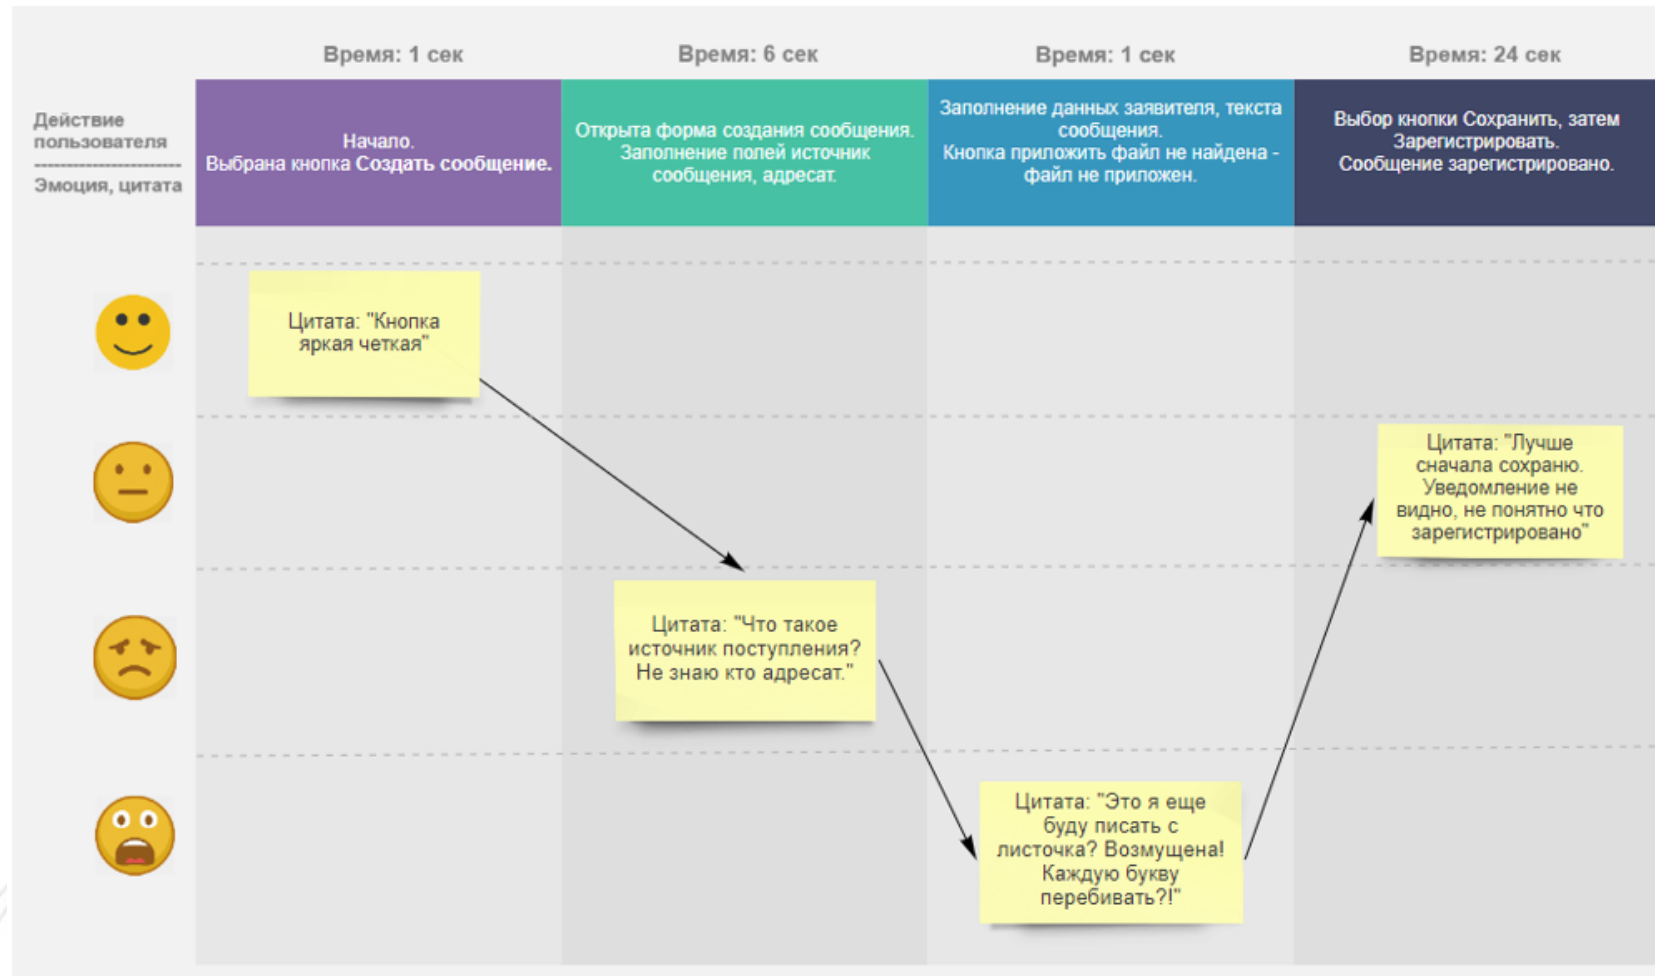 Время: 1 сек
Время: 6 сек
Время: 1 сек
Время: 24 сек
Действие
пользователя
Эмоция, цитата
Начало.
Выбрана кнопка Создать сообщение.
Открыта форма создания сообщения.
Заполнение полей источник
сообщения, адресат.
Заполнение данных заявителя, текста
сообщения.
Кнопка приложить файл не найдена -
файл не приложен.
Выбор кнопки Сохранить, затем
Зарегистрировать.
Сообщение зарегистрировано.
Цитата: "Кнопка
яркая четкая"
Цитата: "Лучше
сначала сохраню.
Уведомление не
видно, не понятно что
зарегистрировано"
Цитата: "Что такое
источник поступления?
Не знаю кто адресат."
Цитата: "Это я еще
буду писать с
листочка? Возмущена!
Каждую букву
перебивать?!"